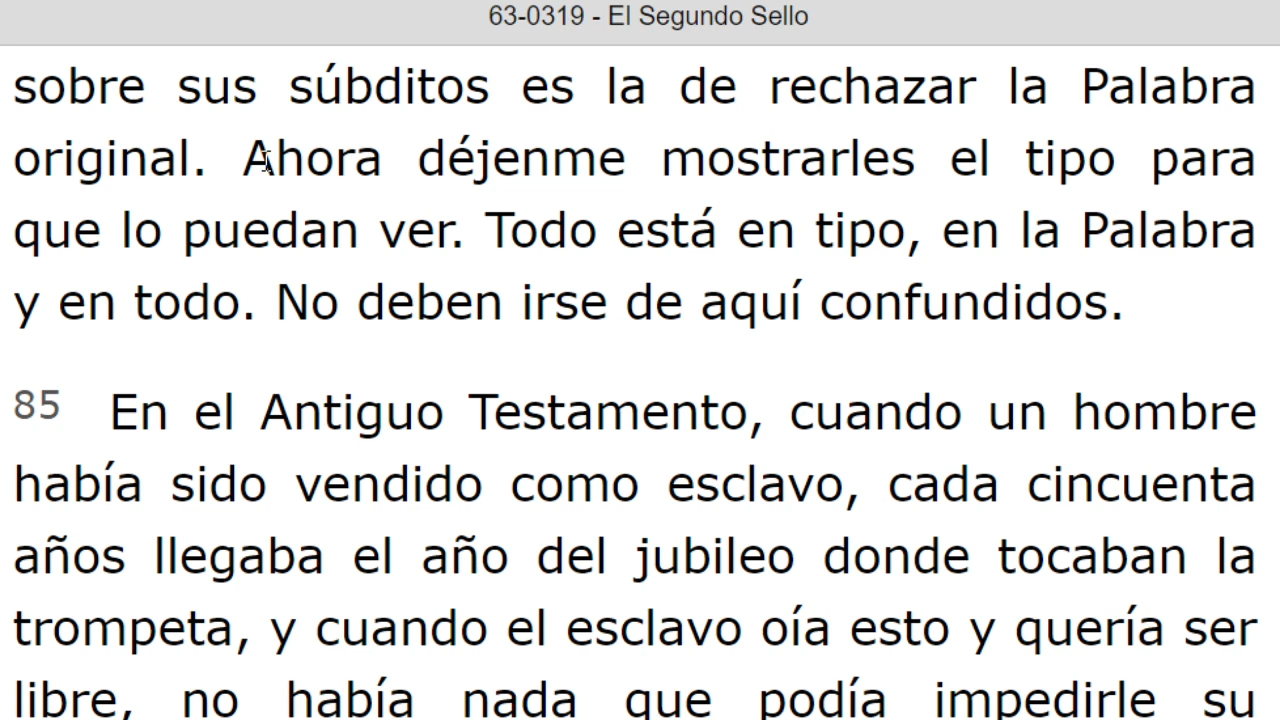 63-0319 - El Segundo Sello
sobre sus súbditos es la de rechazar la Palabra
original. Ahora déjenme mostrarles el tipo para
que lo puedan ver. Todo está en tipo, en la Palabra
y en todo. No deben irse de aquí confundidos.
85 En el Antiguo Testamento, cuando un hombre
había sido vendido como esclavo, cada cincuenta
años llegaba el año del jubileo donde tocaban la
trompeta, y cuando el esclavo oía esto y quería ser
libre, no había nada que podía impedirle su